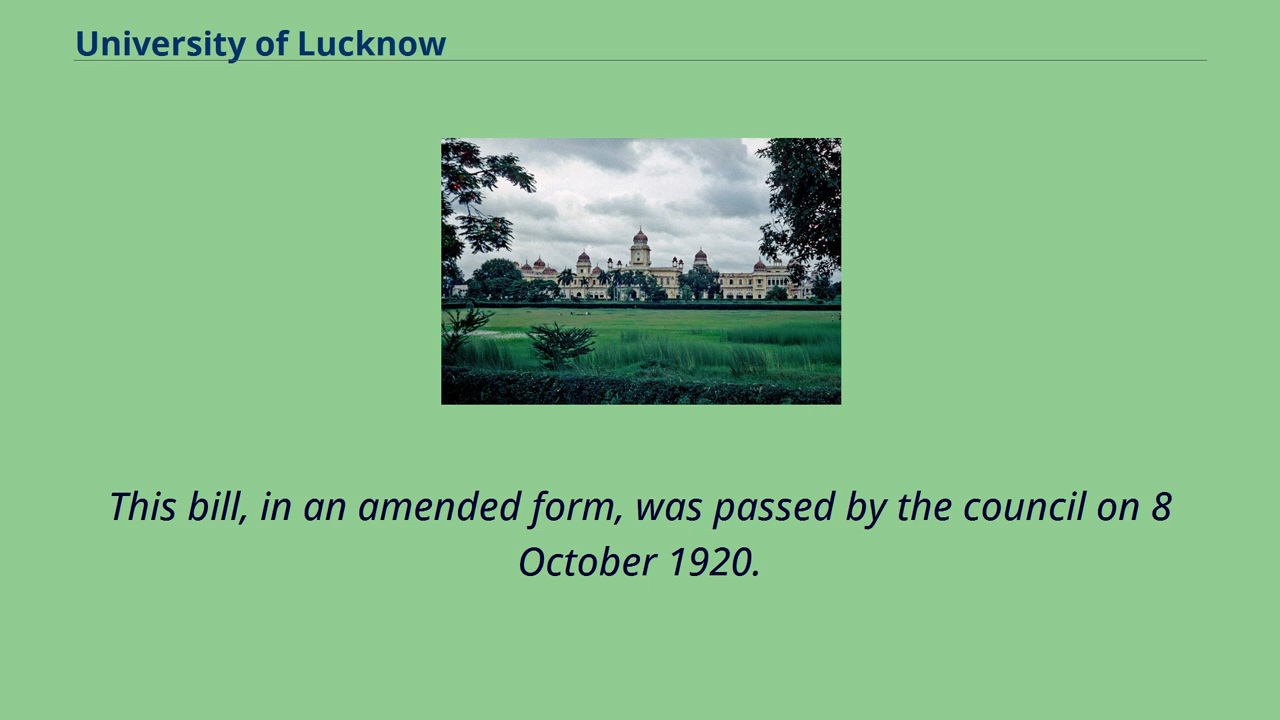 University of Lucknow
This bill, in an amended form, was passed by the council on 8
October 1920.